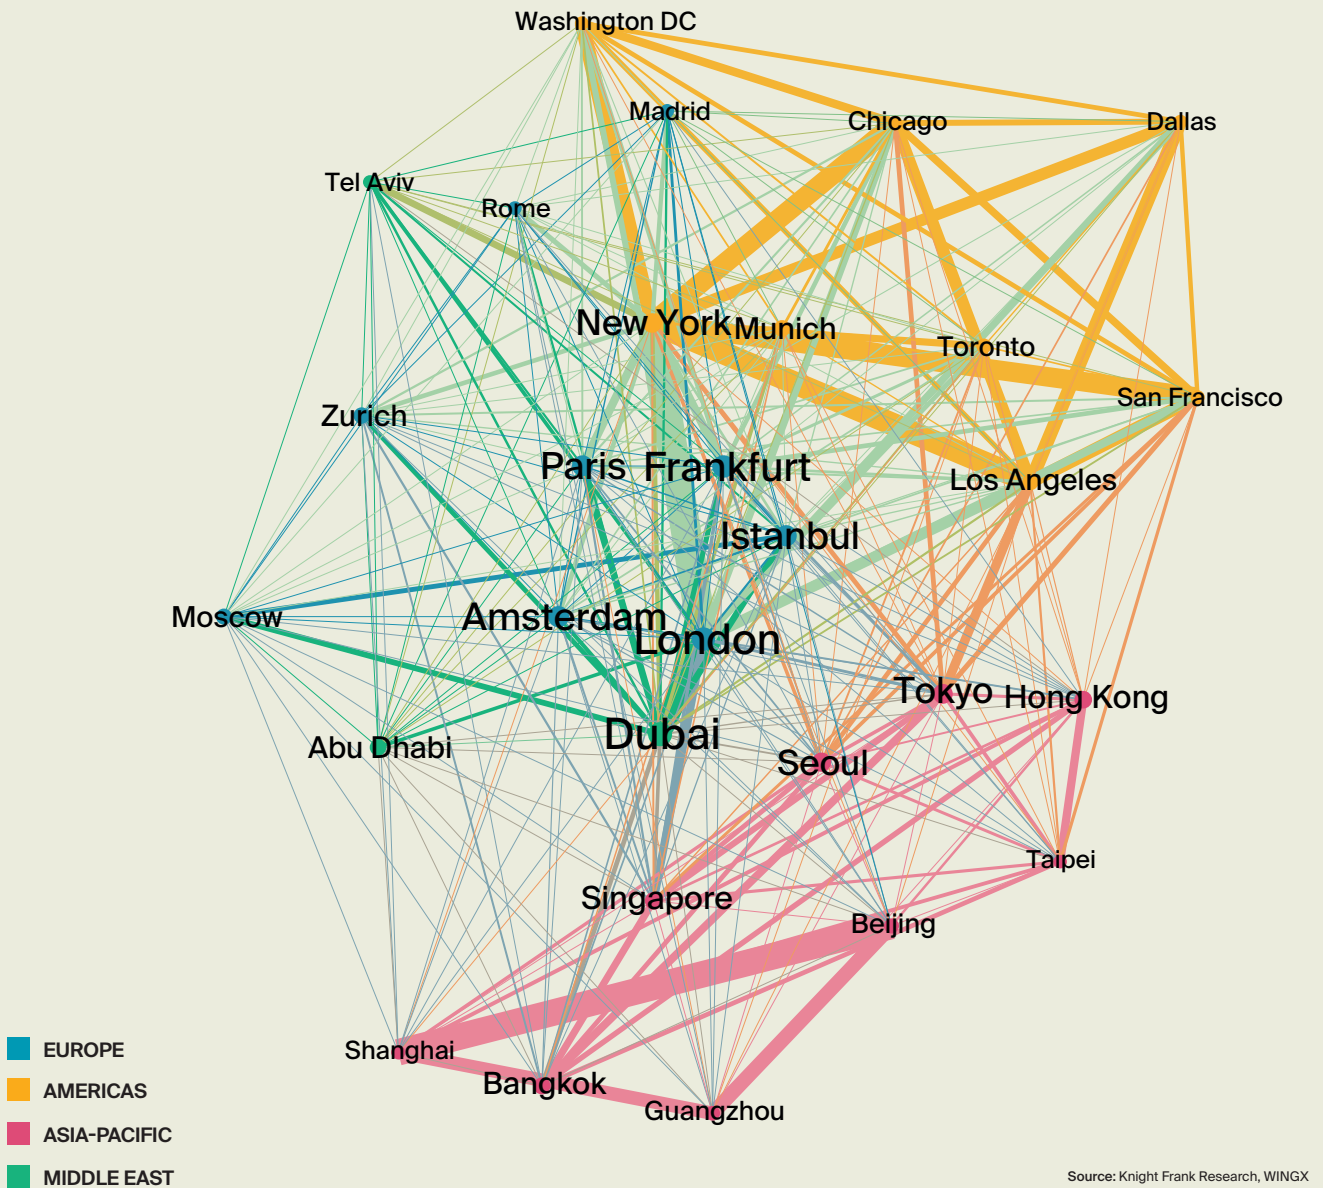 Washington DC
Madrid
Chicago
Dallas
Tel Aviv
Rome
New York
Munich
Toronto
San Francisco
Zurich
Paris
Frankfurt
Los Angeles
Istanbul
Moscow
Amsterdam
London
Tokyo
Hong Kong
Dubai
Abu Dhabi
Seoul
Taipei
Singapore
Beijing
Shanghai
Bangkok
Guangzhou
EUROPE
AMERICAS
ASIA-PACIFIC
MIDDLE EAST
Source: Knight Frank Research, WINGX